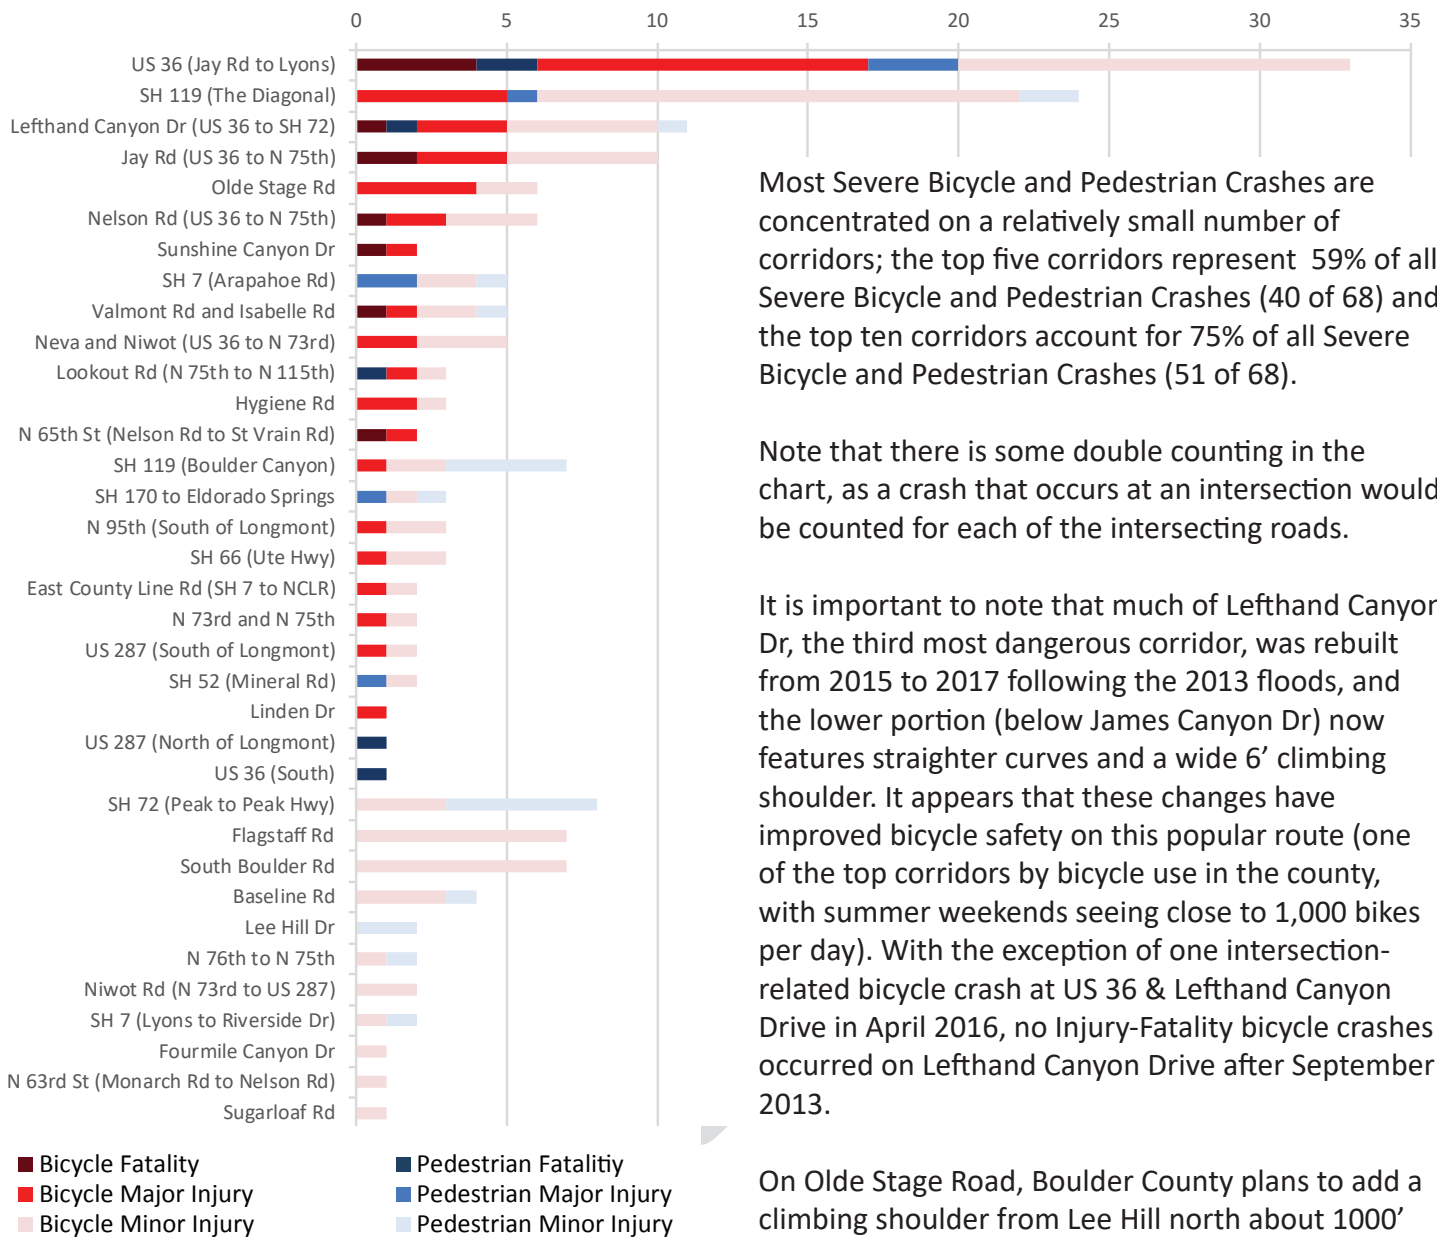 0 5 10 15 20 25 30 35
US 36 (Jay Rd to Lyons)
SH 119 (The Diagonal)
Lefthand Canyon Dr (US 36 to SH 72)
Jay Rd (US 36 to N 75th)
Olde Stage Rd
Nelson Rd (US 36 to N 75th)
Sunshine Canyon Dr
SH 7 (Arapahoe Rd)
Valmont Rd and Isabelle Rd
Neva and Niwot (US 36 to N 73rd)
Lookout Rd (N 75th to N 115th)
Hygiene Rd
N 65th St (Nelson Rd to St Vrain Rd)
SH 119 (Boulder Canyon)
SH 170 to Eldorado Springs
N 95th (South of Longmont)
SH 66 (Ute Hwy)
East County Line Rd (SH 7 to NCLR)
N 73rd and N 75th
US 287 (South of Longmont)
SH 52 (Mineral Rd)
Linden Dr
US 287 (North of Longmont)
US 36 (South)
SH 72 (Peak to Peak Hwy)
Flagstaff Rd
South Boulder Rd
Baseline Rd
Lee Hill Dr
N 76th to N 75th
Niwot Rd (N 73rd to US 287)
SH 7 (Lyons to Riverside Dr)
Fourmile Canyon Dr
N 63rd St (Monarch Rd to Nelson Rd)
Sugarloaf Rd
Bicycle Fatality
Bicycle Major Injury
Bicycle Minor Injury
Pedestrian Fatalitiy
Pedestrian Major Injury
Pedestrian Minor Injury
Most Severe Bicycle and Pedestrian Crashes are
concentrated on a relatively small number of
corridors; the top five corridors represent 59% of all
Severe Bicycle and Pedestrian Crashes (40 of 68) and
the top ten corridors account for 75% of all Severe
Bicycle and Pedestrian Crashes (51 of 68).
Note that there is some double counting in the
chart, as a crash that occurs at an intersection would
be counted for each of the intersecting roads.
It is important to note that much of Lefthand Canyon
Dr, the third most dangerous corridor, was rebuilt
from 2015 to 2017 following the 2013 floods, and
the lower portion (below James Canyon Dr) now
features straighter curves and a wide 6’ climbing
shoulder. It appears that these changes have
improved bicycle safety on this popular route (one
of the top corridors by bicycle use in the county,
with summer weekends seeing close to 1,000 bikes
per day). With the exception of one intersection-
related bicycle crash at US 36 & Lefthand Canyon
Drive in April 2016, no Injury-Fatality bicycle crashes
occurred on Lefthand Canyon Drive after September
2013.
On Olde Stage Road, Boulder County plans to add a
climbing shoulder from Lee Hill north about 1000’